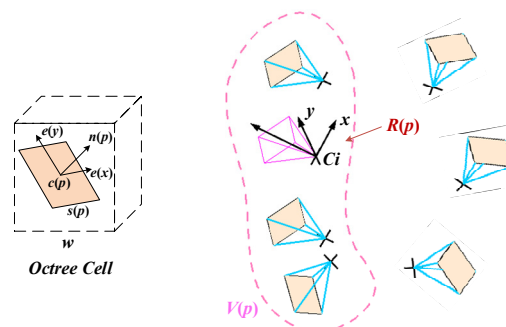 e(y)
n(p)
e(x)
c(p)
s(p)
w
Octree Cell
y
x
R(p)
Ci
V(p)